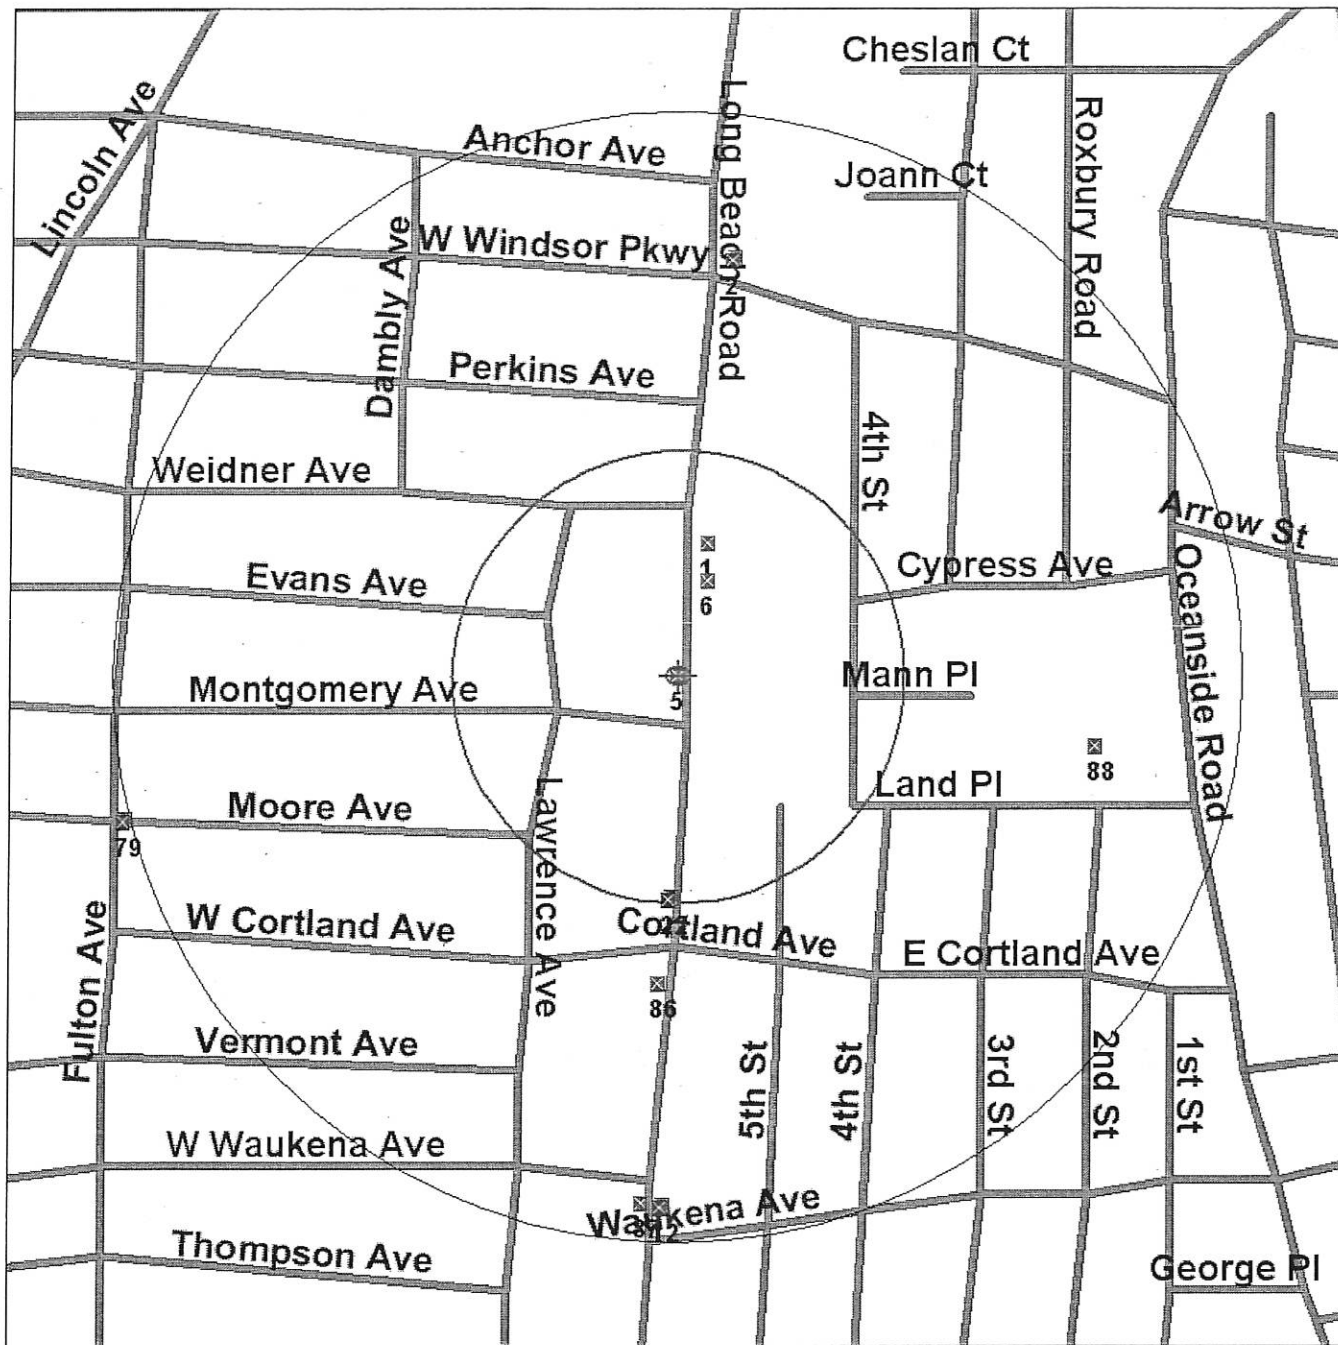 Cheslan Ct
Lincoln Ave
Anchor Ave
Long Beach Road
Roxbury Road
Joann Ct
W Windsor Pkwy
Dambly Ave
Perkins Ave
4th St
Weidner Ave
Arrow St
1
Evans Ave
Cypress Ave
6
Oceanside Road
Mann Pl
Montgomery Ave
5
88
Land Pl
Moore Ave
79
Lawrence Ave
W Cortland Ave
Cortland Ave
E Cortland Ave
Fulton Ave
86
Vermont Ave
5th St
4th St
3rd St
2nd St
1st St
W Waukena Ave
Waukena Ave
12
Thompson Ave
George Pl